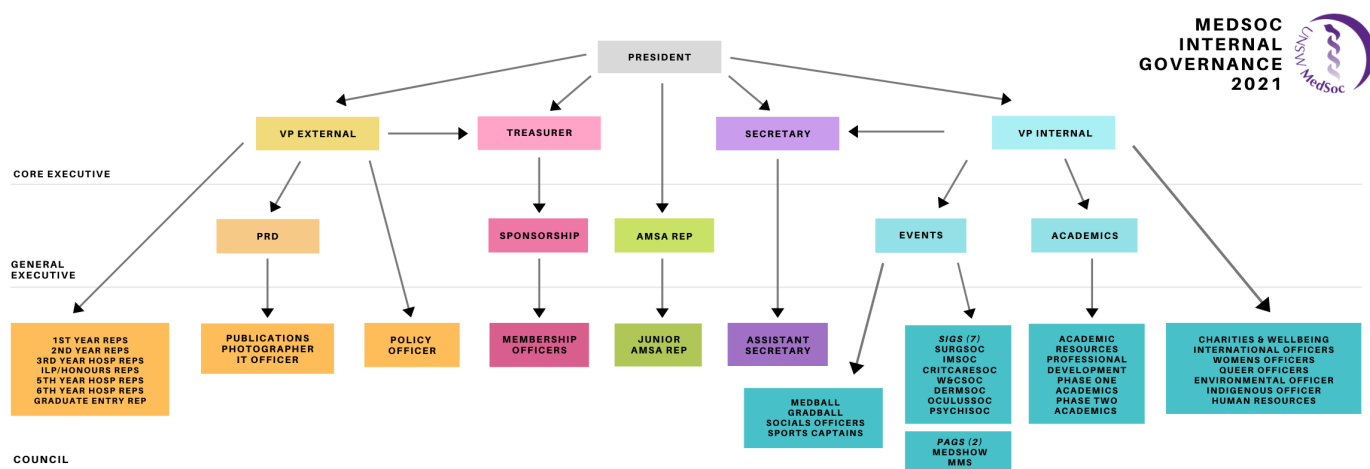 MEDSOC
INTERNAL
GOVERNANCE
2021
UNSW MedSoc
PRESIDENT
VP EXTERNAL
TREASURER
SECRETARY
VP INTERNAL
CORE EXECUTIVE
PRD
SPONSORSHIP
AMSA REP
EVENTS
ACADEMICS
GENERAL
EXECUTIVE
1ST YEAR REPS
2ND YEAR REPS
3RD YEAR HOSP REPS
ILP/HONOURS REPS
5TH YEAR HOSP REPS
6TH YEAR HOSP REPS
GRADUATE ENTRY REP
PUBLICATIONS
PHOTOGRAPHER
IT OFFICER
POLICY
OFFICER
MEMBERSHIP
OFFICERS
JUNIOR
AMSA REP
ASSISTANT
SECRETARY
MEDBALL
GRADBALL
SOCIALS OFFICERS
SPORTS CAPTAINS
SIGS (7)
SURGSOC
IMSOC
CRITCARESOC
W&CSOC
DERMSOC
OCULUSSOC
PSYCHISOC
PAGS (2)
MEDSHOW
MMS
ACADEMIC
RESOURCES
PROFESSIONAL
DEVELOPMENT
PHASE ONE
ACADEMICS
PHASE TWO
ACADEMICS
CHARITIES & WELLBEING
INTERNATIONAL OFFICERS
WOMENS OFFICERS
QUEER OFFICERS
ENVIRONMENTAL OFFICER
INDIGENOUS OFFICER
HUMAN RESOURCES
COUNCIL